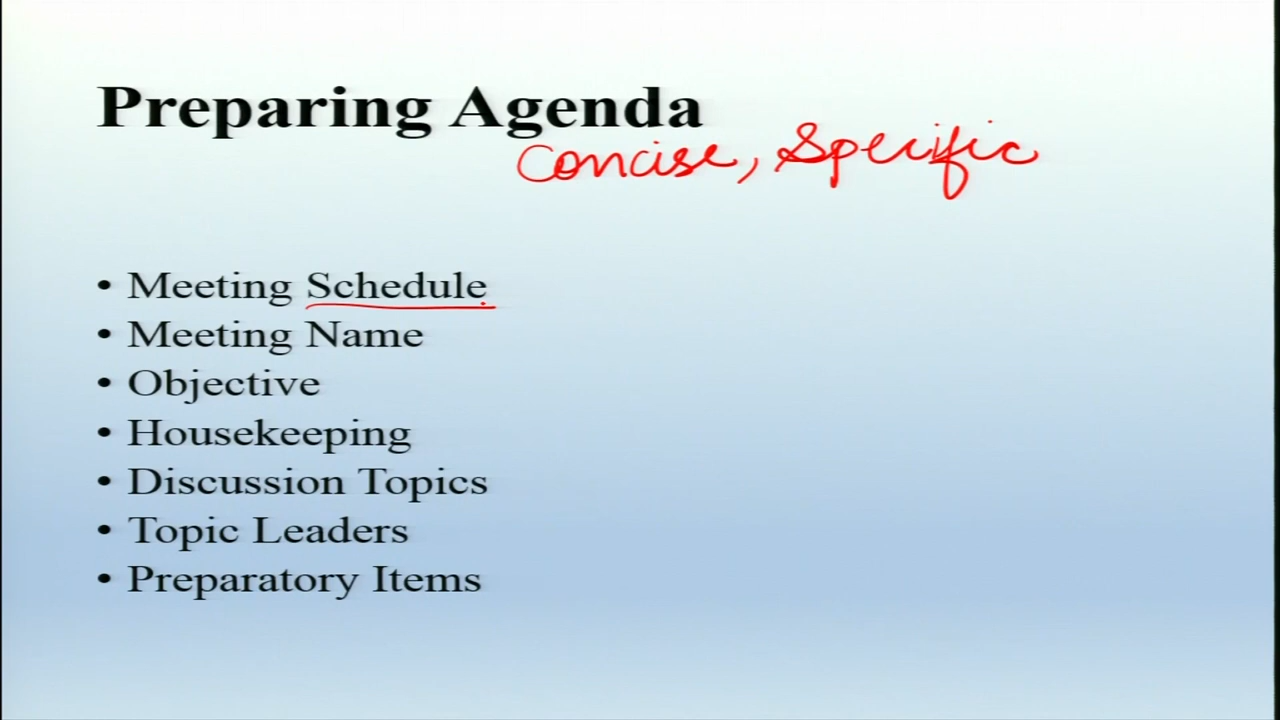 Preparing Agenda
Concise, Specific
• Meeting Schedule
• Meeting Name
• Objective
• Housekeeping
• Discussion Topics
• Topic Leaders
• Preparatory Items